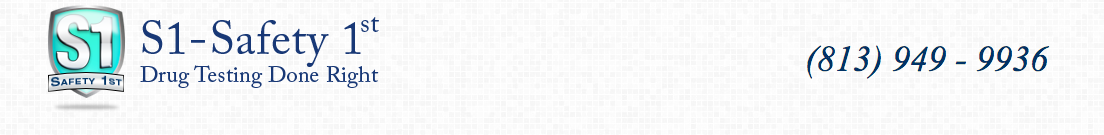 S1
SAFETY 1ST
S1-Safety 1st
Drug Testing Done Right
(813) 949 - 9936